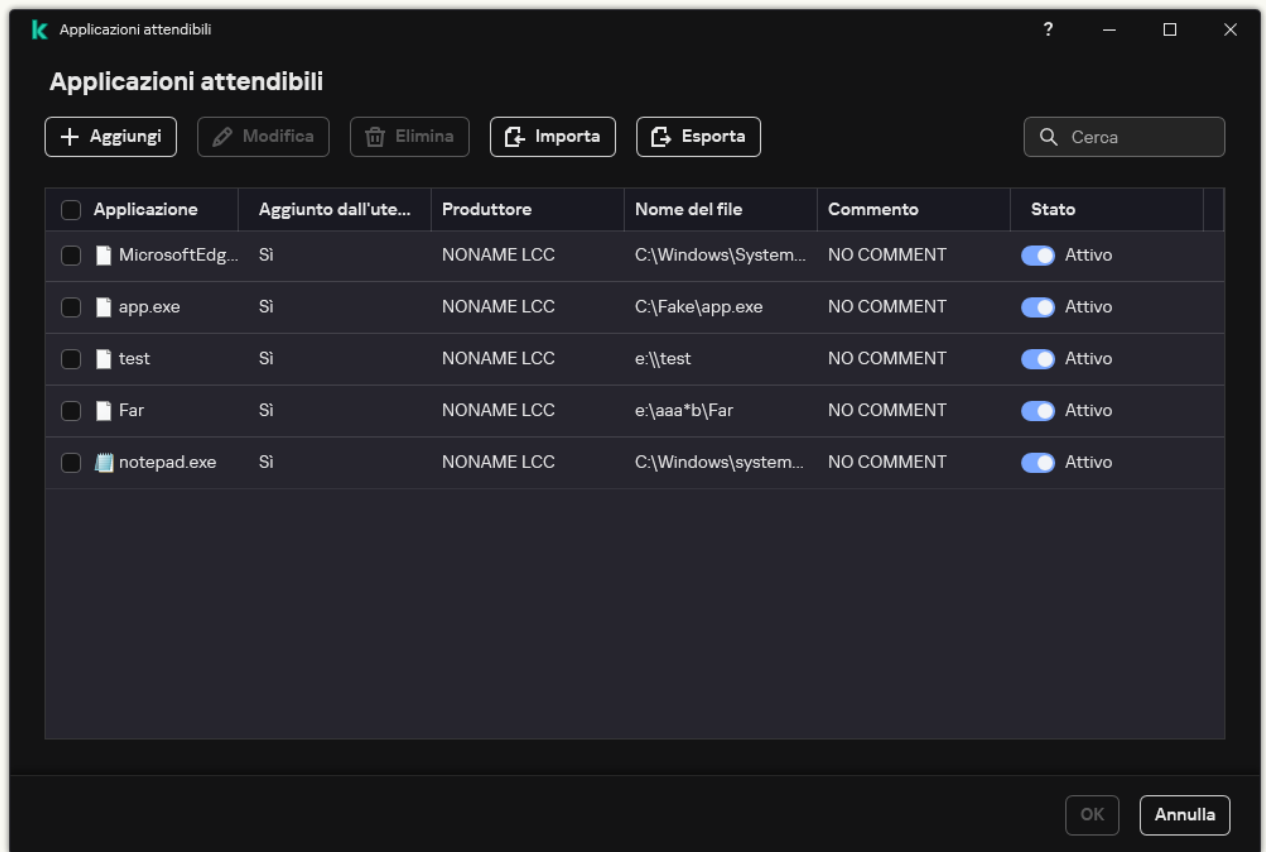 Applicazioni attendibili
Applicazioni attendibili
Aggiungi Modifica Elimina Importa Esporta Cerca
Applicazione Aggiunto dall'ute... Produttore Nome del file Commento Stato
MicrosoftEdg... Sì NONAME LCC C:\Windows\System... NO COMMENT Attivo
app.exe Sì NONAME LCC C:\Fake\app.exe NO COMMENT Attivo
test Sì NONAME LCC e:\\test NO COMMENT Attivo
Far Sì NONAME LCC e:\aaa*b\Far NO COMMENT Attivo
notepad.exe Sì NONAME LCC C:\Windows\system... NO COMMENT Attivo
OK Annulla